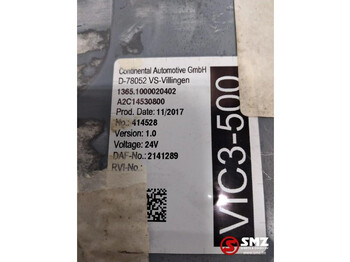 Continental Automotive GmbH
D-78052 VS-Villingen
1365.1000020402
A2C14530800
Prod. Date: 11/2017
No.: 414528
Version: 1.0
Voltage: 24V
DAF-No.: 2141289
RVI-No.:
VIC3-500
SMZ